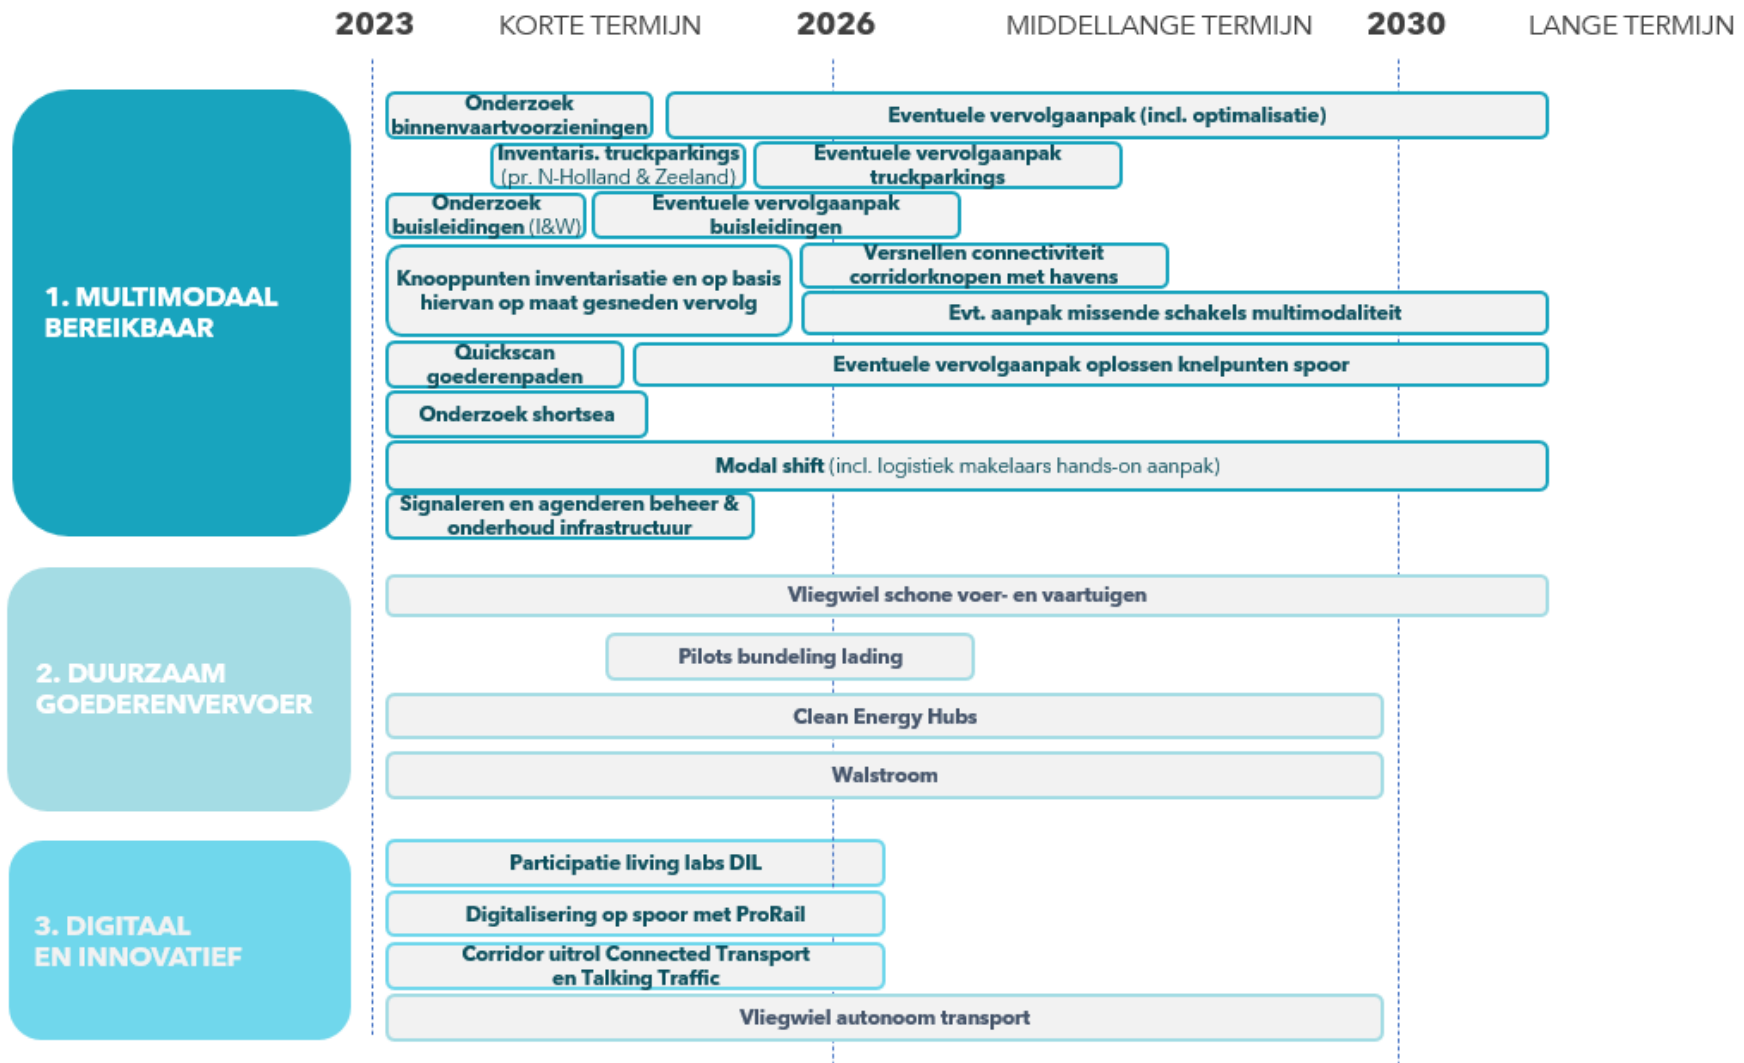 2023 KORTE TERMIJN 2026 MIDDELLANGE TERMIJN 2030 LANGE TERMIJN
1. MULTIMODAAL
BEREIKBAAR
Onderzoek
binnenvaartvoorzieningen
Eventuele vervolgaanpak (incl. optimalisatie)
Inventaris. truckparkings
(pr. N-Holland & Zeeland)
Eventuele vervolgaanpak
truckparkings
Onderzoek
buisleidingen (I&W)
Eventuele vervolgaanpak
buisleidingen
Knooppunten inventarisatie en op basis
hiervan op maat gesneden vervolg
Versnellen connectiviteit
corridorknopen met havens
Evt. aanpak missende schakels multimodaliteit
Quickscan
goederenpaden
Eventuele vervolgaanpak oplossen knelpunten spoor
Onderzoek shortsea
Modal shift (incl. logistiek makelaars hands-on aanpak)
Signaleren en agenderen beheer &
onderhoud infrastructuur
2. DUURZAAM
GOEDERENVERVOER
Vliegwiel schone voer- en vaartuigen
Pilots bundeling lading
Clean Energy Hubs
Walstroom
3. DIGITAAL
EN INNOVATIEF
Participatie living labs DIL
Digitalisering op spoor met ProRail
Corridor uitrol Connected Transport
en Talking Traffic
Vliegwiel autonoom transport